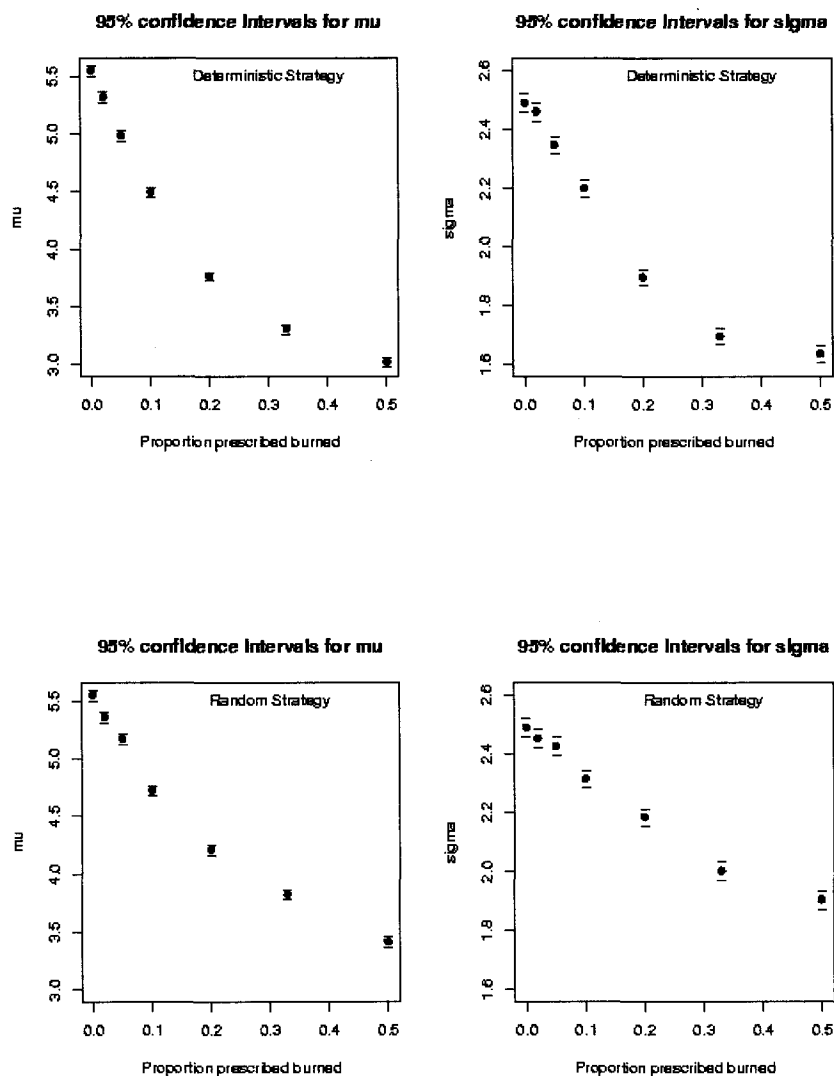 95% confidence Intervals for mu
Deterministic Strategy
mu
5.5
5.0
4.5
4.0
3.5
3.0
0.0 0.1 0.2 0.3 0.4 0.5
Proportion prescribed burned
95% confidence Intervals for sigma
Deterministic Strategy
sigma
2.6
2.4
2.2
2.0
1.8
1.6
0.0 0.1 0.2 0.3 0.4 0.5
Proportion prescribed burned
95% confidence Intervals for mu
Random Strategy
mu
5.5
5.0
4.5
4.0
3.5
3.0
0.0 0.1 0.2 0.3 0.4 0.5
Proportion prescribed burned
95% confidence Intervals for sigma
Random Strategy
sigma
2.6
2.4
2.2
2.0
1.8
1.6
0.0 0.1 0.2 0.3 0.4 0.5
Proportion prescribed burned